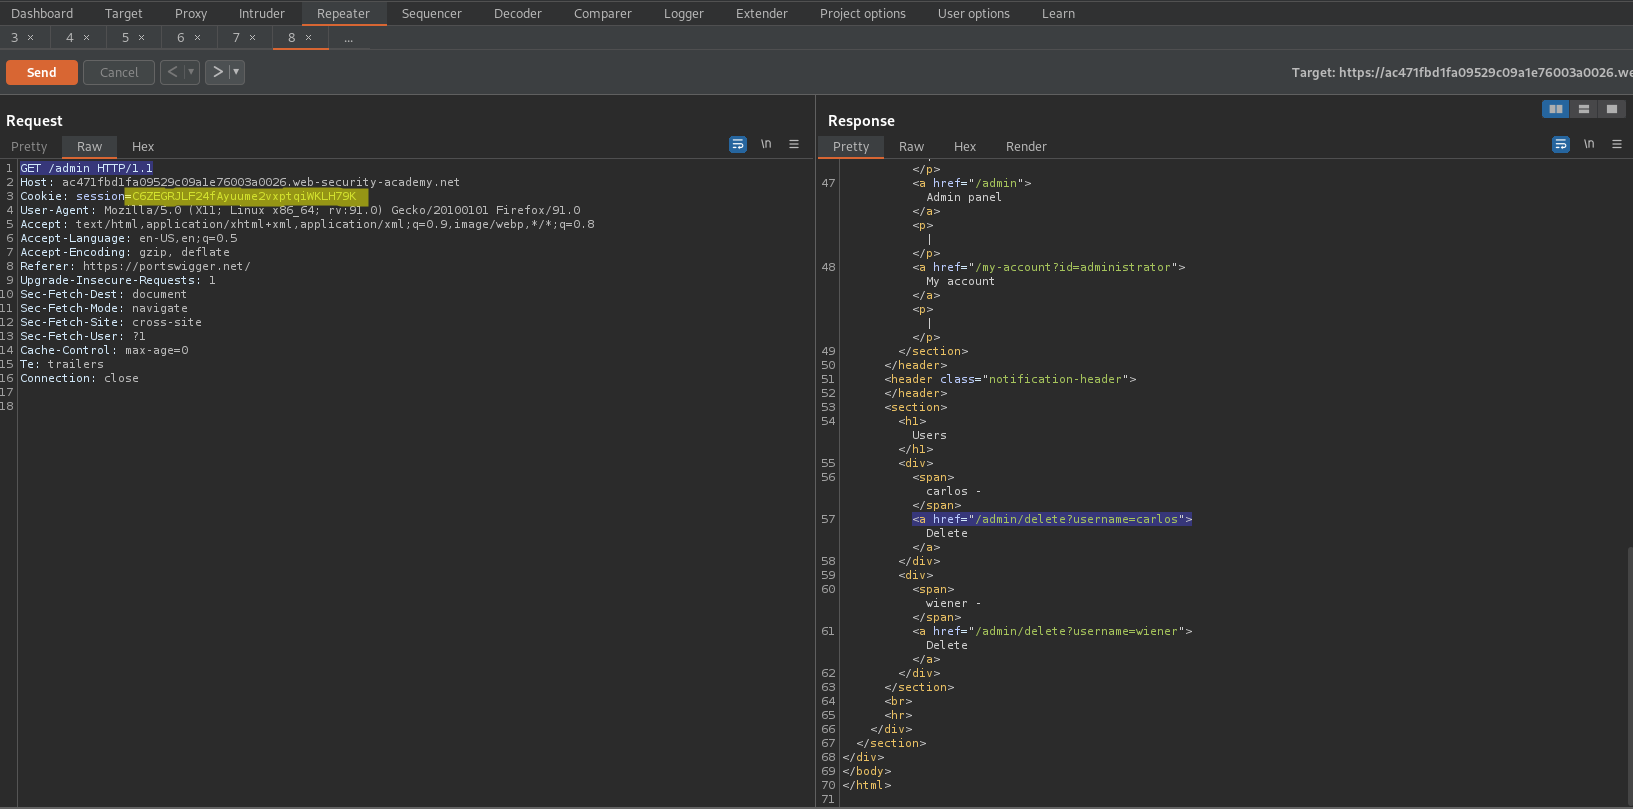 Dashboard Target Proxy Intruder Repeater Sequencer Decoder Comparer Logger Extender Project options User options Learn
3 × 4 × 5 × 6 × 7 × 8 × ...
Send Cancel < > Target: https://ac471fbd1fa09529c09a1e76003a0026.we
Request
Pretty Raw Hex \n
1 GET /admin HTTP/1.1
2 Host: ac471fbd1fa09529c09a1e76003a0026.web-security-academy.net
3 Cookie: session=C6ZEGRJLF24fAyuume2vxptqiWKLH79K
4 User-Agent: Mozilla/5.0 (X11; Linux x86_64; rv:91.0) Gecko/20100101 Firefox/91.0
5 Accept: text/html,application/xhtml+xml,application/xml;q=0.9,image/webp,*/*;q=0.8
6 Accept-Language: en-US,en;q=0.5
7 Accept-Encoding: gzip, deflate
8 Referer: https://portswigger.net/
9 Upgrade-Insecure-Requests: 1
10 Sec-Fetch-Dest: document
11 Sec-Fetch-Mode: navigate
12 Sec-Fetch-Site: cross-site
13 Sec-Fetch-User: ?1
14 Cache-Control: max-age=0
15 Te: trailers
16 Connection: close
17
18
Response
Pretty Raw Hex Render \n
</p>
47 <a href="/admin">
Admin panel
</a>
<p>
|
</p>
48 <a href="/my-account?id=administrator">
My account
</a>
<p>
|
</p>
49 </section>
50 </header>
51 <header class="notification-header">
52 </header>
53 <section>
54 <h1>
Users
</h1>
55 <div>
56 <span>
carlos -
</span>
57 <a href="/admin/delete?username=carlos">
Delete
</a>
58 </div>
59 <div>
60 <span>
wiener -
</span>
61 <a href="/admin/delete?username=wiener">
Delete
</a>
62 </div>
63 </section>
64 <br>
65 <hr>
66 </div>
67 </section>
68 </div>
69 </body>
70 </html>
71